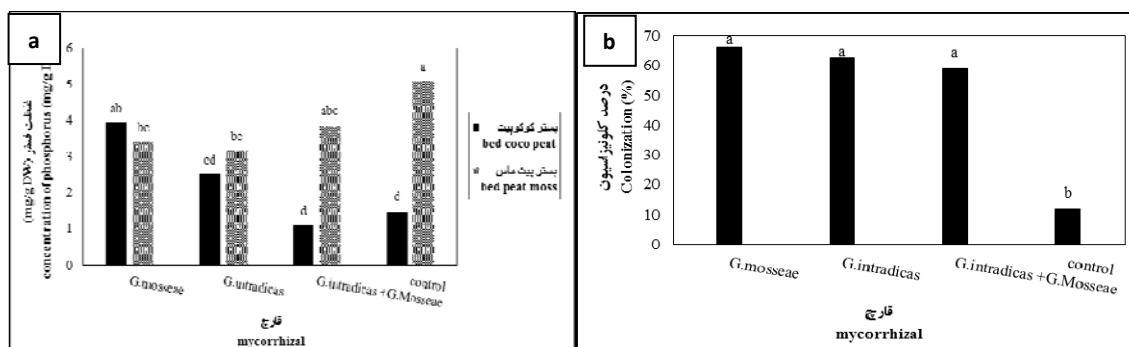 a
غلظت فسفر (mg/g DW)
concentration of phosphorus (mg/g
6
5
4
3
2
1
0
ab
bc
cd
bc
d
abc
d
a
G.mosseae
G.intradicas
G.intradicas +G.Mosseae
control
قارچ
mycorrhizal
بستر کوکوپیت
bed coco peat
بستر پیت ماس
bed peat moss
b
درصد کلونیزاسیون
Colonization (%)
70
60
50
40
30
20
10
0
a
a
a
b
G.mosseae
G.intradicas
G.intradicas +G.Mosseae
control
قارچ
mycorrhizal